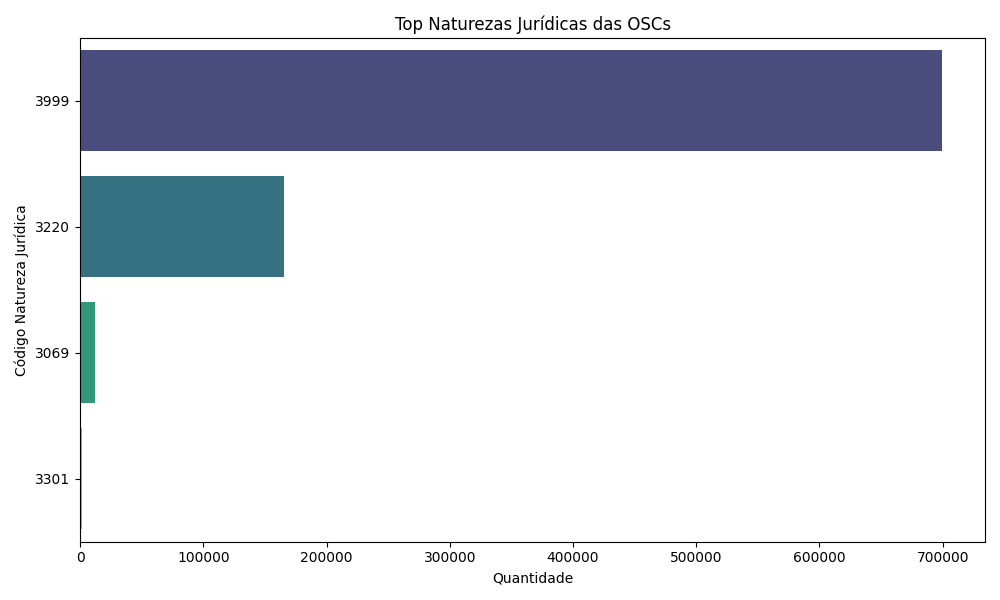 Top Naturezas Jurídicas das OSCs
Código Natureza Jurídica
3999
3220
3069
3301
0 100000 200000 300000 400000 500000 600000 700000
Quantidade